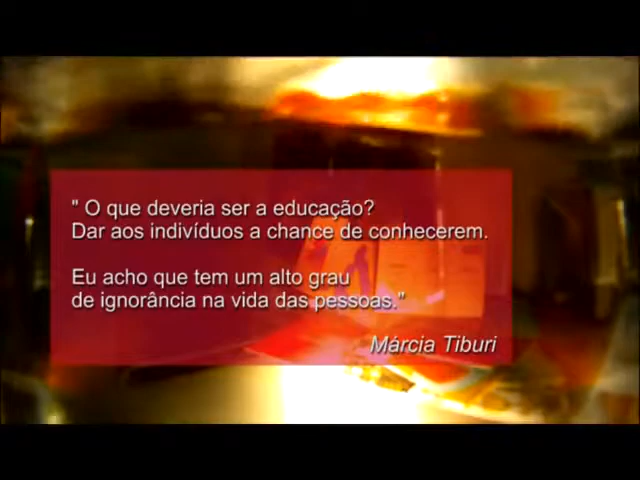 " O que deveria ser a educação?
Dar aos indivíduos a chance de conhecerem.
Eu acho que tem um alto grau
de ignorância na vida das pessoas."
Márcia Tiburi